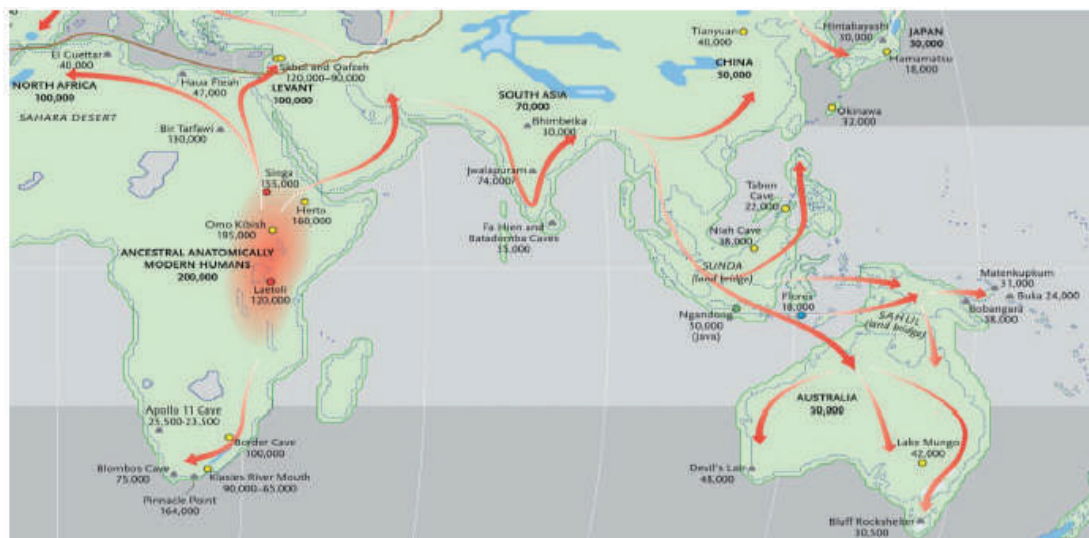 El Guettar
40,000
NORTH AFRICA
100,000
SAHARA DESERT
Haua Fteah
47,000
Bir Tarfawi
130,000
Skhul and Qafzeh
120,000–90,000
LEVANT
100,000
Singa
133,000
Herto
160,000
Omo Kibish
195,000
ANCESTRAL ANATOMICALLY
MODERN HUMANS
200,000
Laetoli
120,000
Apollo 11 Cave
25,500-23,500
Border Cave
100,000
Blombos Cave
75,000
Klasies River Mouth
90,000–65,000
Pinnacle Point
164,000
SOUTH ASIA
70,000
Bhimbetka
30,000
Jwalapuram
74,000?
Fa Hien and
Batadomba Caves
35,000
Tianyuan
40,000
CHINA
50,000
30,000
JAPAN
30,000
Hamamatsu
18,000
Okinawa
32,000
Tabon
Cave
22,000
Niah Cave
38,000
SUNDA
(land bridge)
Ngandong
50,000
(Java)
Flores
18,000
SAHUL
(land bridge)
Matenkupkum
31,000
Buka 24,000
Bobongara
38,000
AUSTRALIA
50,000
Lake Mungo
42,000
Devil's Lair
48,000
Bluff Rockshelter
30,500